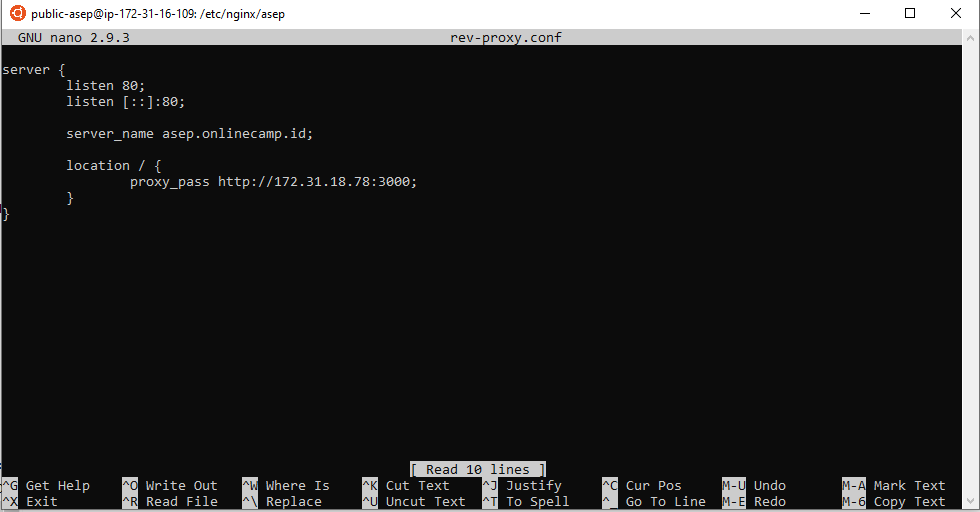 public-asep@ip-172-31-16-109: /etc/nginx/asep
GNU nano 2.9.3 rev-proxy.conf
server {
listen 80;
listen [::]:80;
server_name asep.onlinecamp.id;
location / {
proxy_pass http://172.31.18.78:3000;
}
}
[ Read 10 lines ]
^G Get Help ^O Write Out ^W Where Is ^K Cut Text ^J Justify ^C Cur Pos M-U Undo M-A Mark Text
^X Exit ^R Read File ^\ Replace ^U Uncut Text ^T To Spell ^_ Go To Line M-E Redo M-6 Copy Text